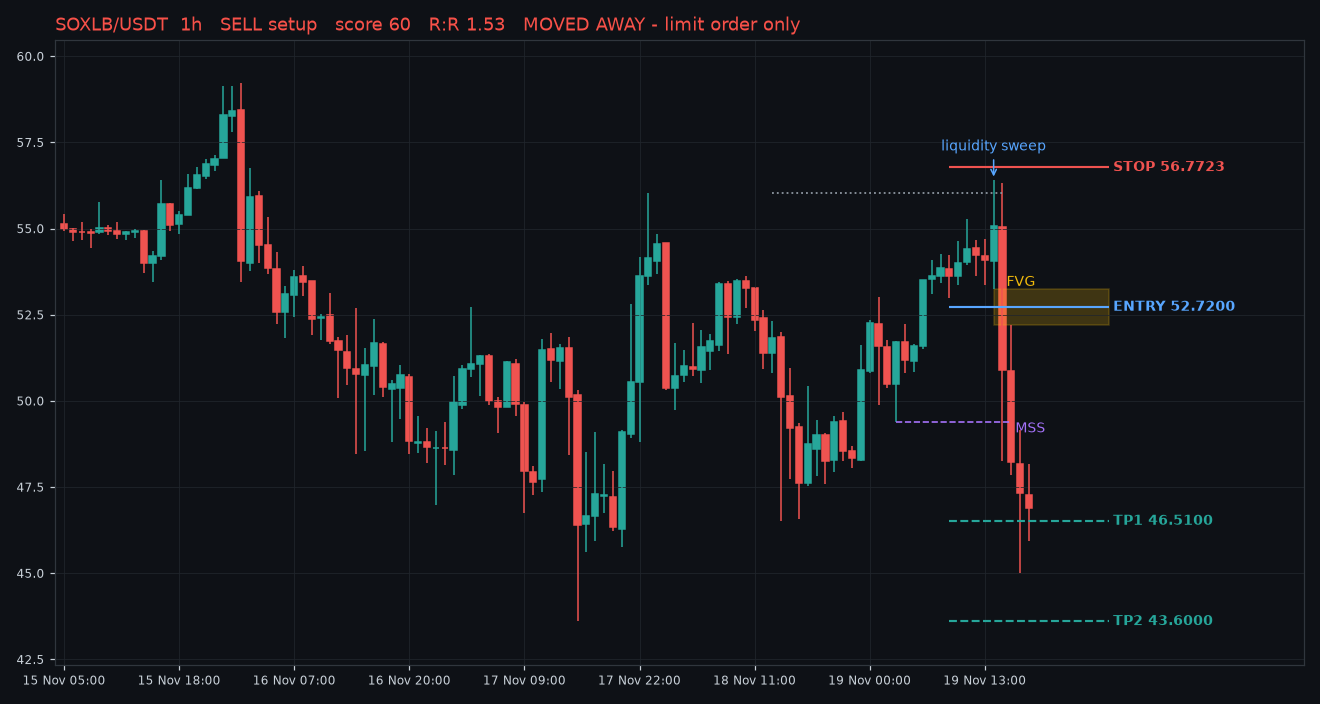 SOXLB/USDT  1h   SELL setup   score 60   R:R 1.53   MOVED AWAY - limit order only
60.0
57.5
55.0
52.5
50.0
47.5
45.0
42.5
liquidity sweep
STOP 56.7723
FVG
ENTRY 52.7200
MSS
TP1 46.5100
TP2 43.6000
15 Nov 05:00
15 Nov 18:00
16 Nov 07:00
16 Nov 20:00
17 Nov 09:00
17 Nov 22:00
18 Nov 11:00
19 Nov 00:00
19 Nov 13:00